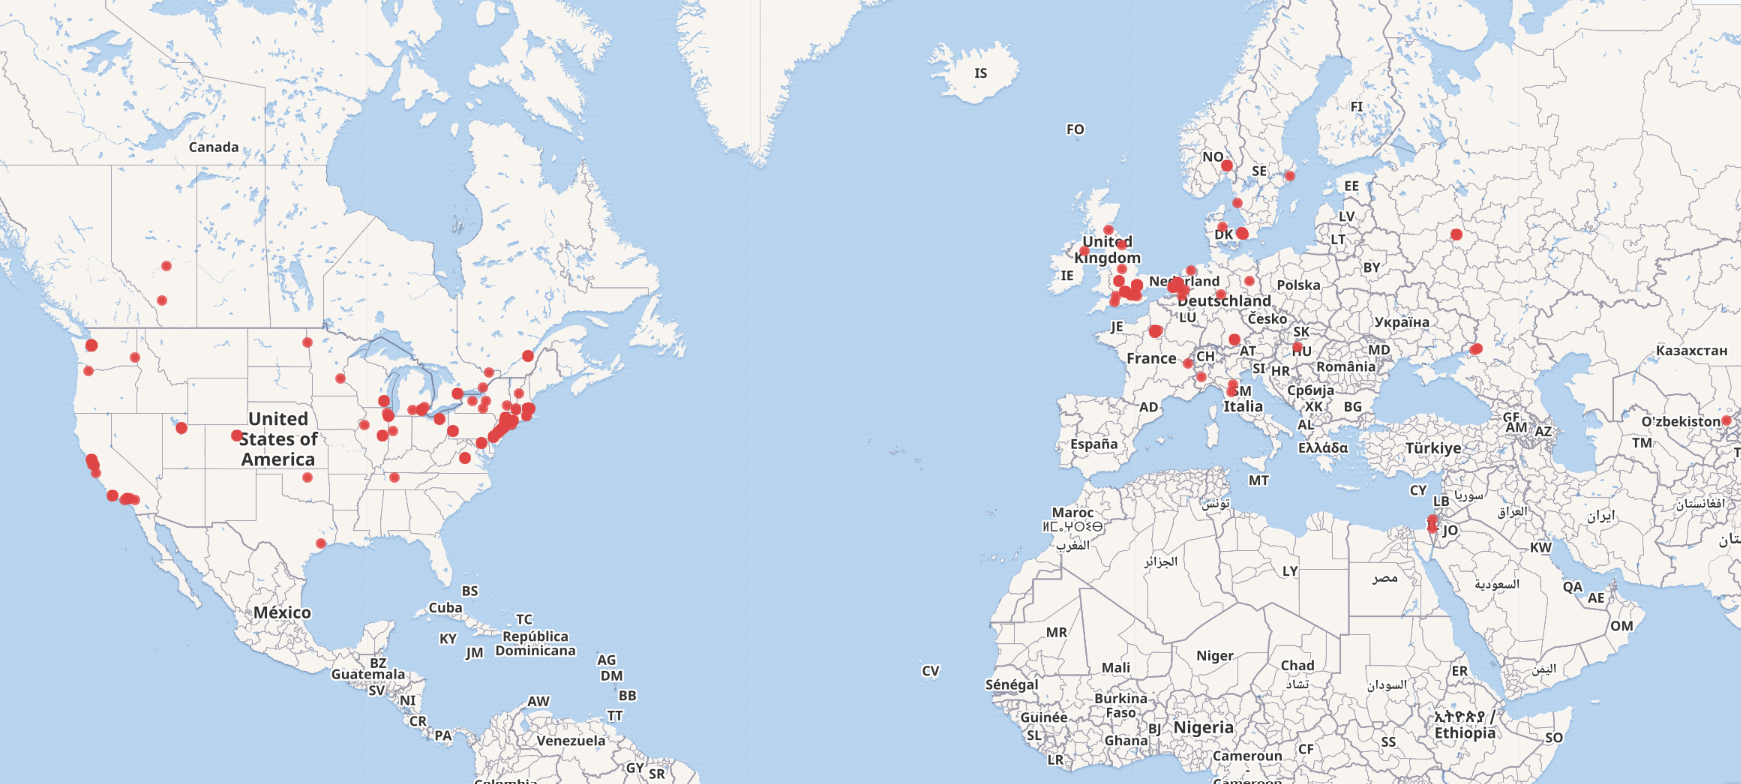 IS
FI
FO
Canada
NO
SE
EE
LV
DK
LT
United
Kingdom
BY
IE
Nederland
Polska
Deutschland
LU
Česko
Україна
JE
SK
France
CH
AT
HU
MD
Казахстан
SI
HR
România
SM
Србија
Italia
AD
XK
BG
United
States of
America
AL
GE
AM
AZ
O'zbekiston
España
Ελλάδα
Türkiye
TM
MT
CY
LB
سوريا
تونس
افغانستان
Maroc
ⵍⵎⵖⵔⵉⴱ
المغرب
العراق
ایران
JO
KW
الجزائر
LY
مصر
السعودية
QA
AE
BS
México
Cuba
TC
OM
KY
República
Dominicana
MR
JM
Niger
AG
BZ
Mali
Chad
تشاد
ER
اليمن
Guatemala
DM
CV
Sénégal
السودان
SV
BB
Burkina
Faso
NI
AW
TT
Guinée
Nigeria
ኢትዮጵያ /
Ethiopia
CR
BJ
PA
SL
Ghana
SS
SO
Venezuela
CF
LR
Cameroun
GY
SR